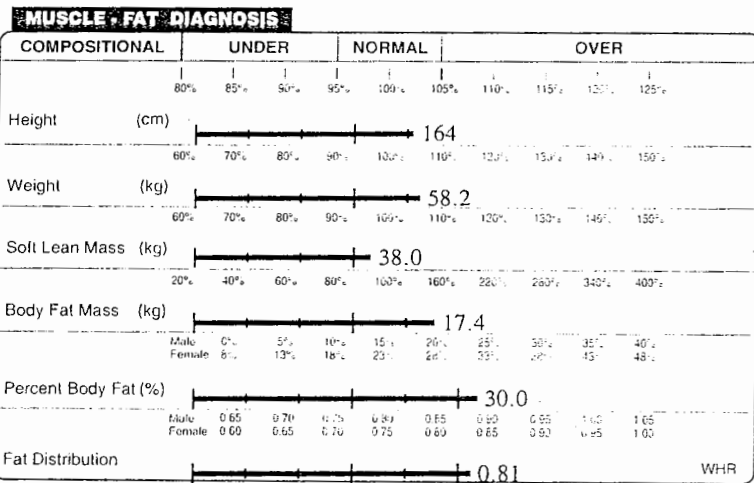 MUSCLE • FAT DIAGNOSIS
COMPOSITIONAL UNDER NORMAL OVER
80% 85% 90% 95% 100% 105% 110% 115% 120% 125%
Height (cm) 164
60% 70% 80% 90% 100% 110% 120% 130% 140% 150%
Weight (kg) 58.2
60% 70% 80% 90% 100% 110% 120% 130% 140% 150%
Soft Lean Mass (kg) 38.0
20% 40% 60% 80% 100% 160% 220% 280% 340% 400%
Body Fat Mass (kg) 17.4
Male 0% 5% 10% 15% 20% 25% 30% 35% 40%
Female 8% 13% 18% 23% 28% 33% 38% 43% 48%
Percent Body Fat (%) 30.0
Male 0.65 0.70 0.75 0.80 0.85 0.90 0.95 1.00 1.05
Female 0.60 0.65 0.70 0.75 0.80 0.85 0.90 0.95 1.00
Fat Distribution 0.81 WHR